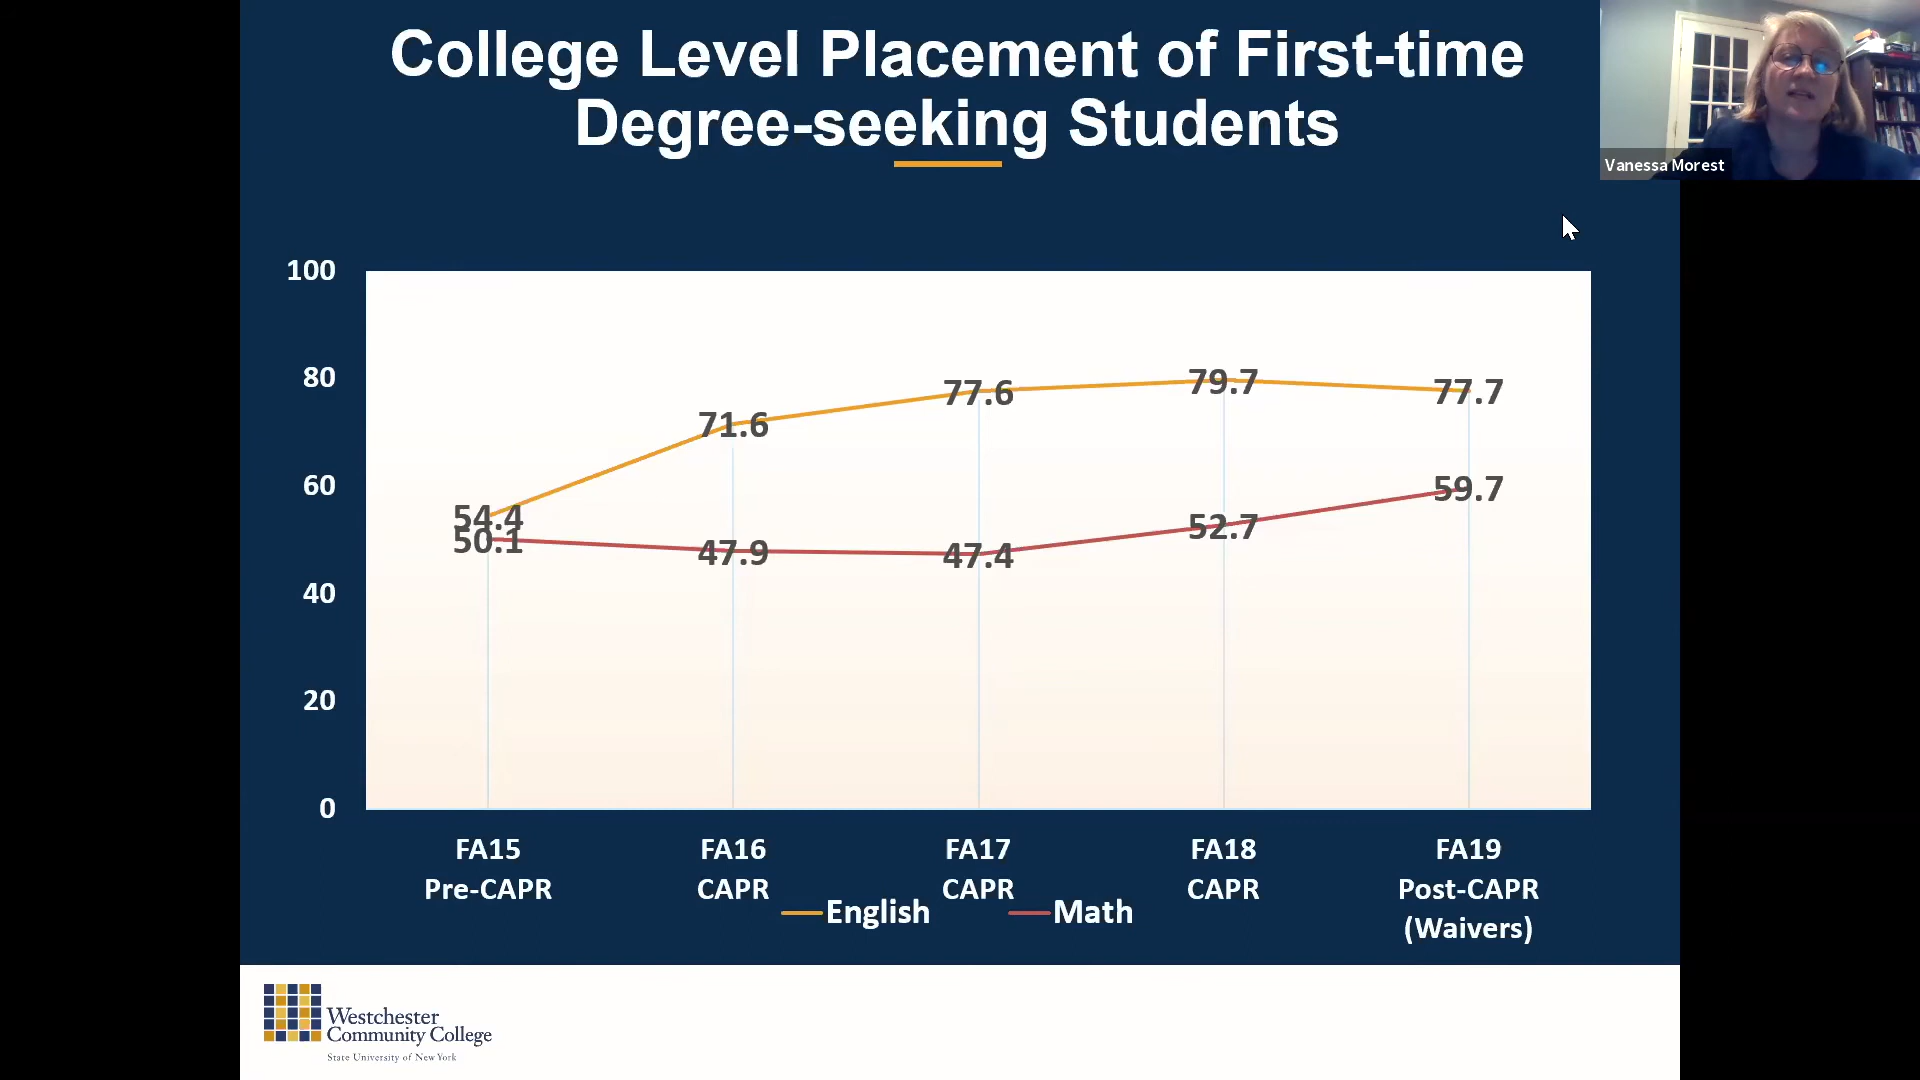 College Level Placement of First-time
Degree-seeking Students
Vanessa Morest
100
80
60
40
20
0
54.4
71.6
77.6
79.7
77.7
50.1
47.9
47.4
52.7
59.7
FA15
Pre-CAPR
FA16
CAPR
FA17
CAPR
FA18
CAPR
FA19
Post-CAPR
(Waivers)
English
Math
Westchester
Community College
State University of New York